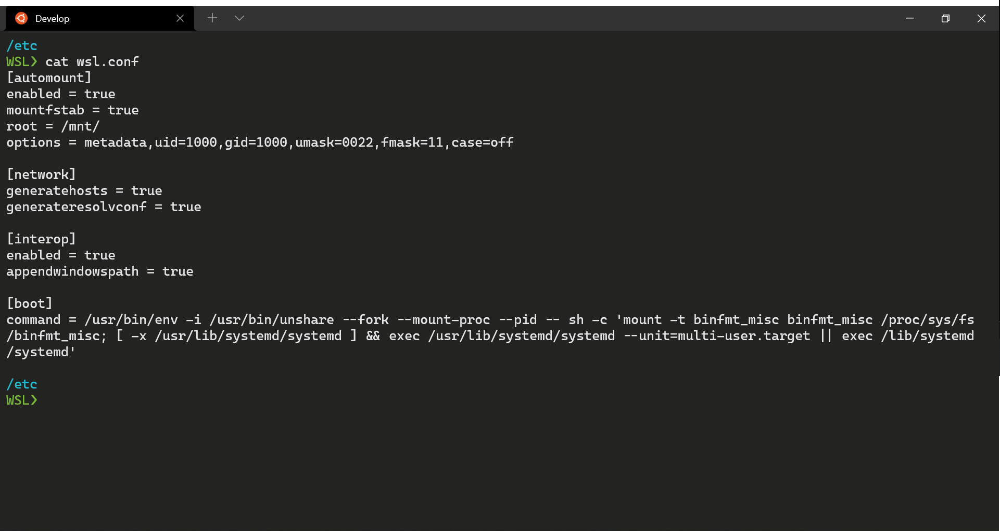 Develop
/etc
WSL❯ cat wsl.conf
[automount]
enabled = true
mountfstab = true
root = /mnt/
options = metadata,uid=1000,gid=1000,umask=0022,fmask=11,case=off
[network]
generatehosts = true
generateresolvconf = true
[interop]
enabled = true
appendwindowspath = true
[boot]
command = /usr/bin/env -i /usr/bin/unshare --fork --mount-proc --pid -- sh -c 'mount -t binfmt_misc binfmt_misc /proc/sys/fs
/binfmt_misc; [ -x /usr/lib/systemd/systemd ] && exec /usr/lib/systemd/systemd --unit=multi-user.target || exec /lib/systemd
/systemd'
/etc
WSL❯